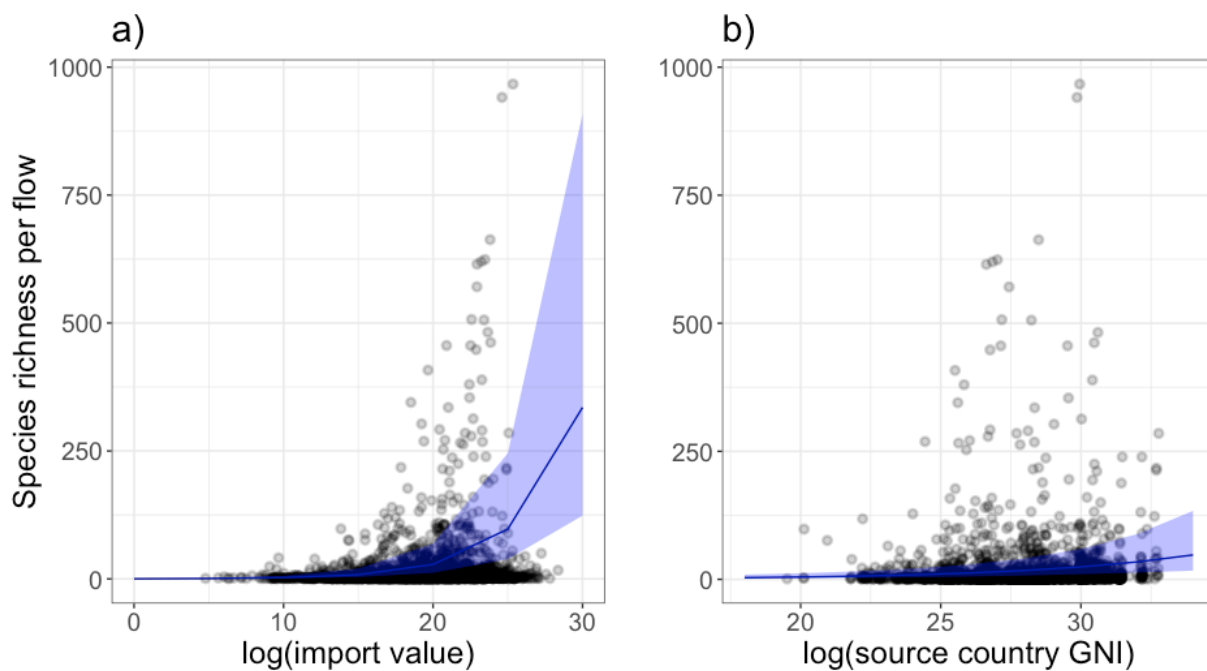 a)
Species richness per flow
1000
750
500
250
0
0 10 20 30
log(import value)
b)
1000
750
500
250
0
20 25 30
log(source country GNI)